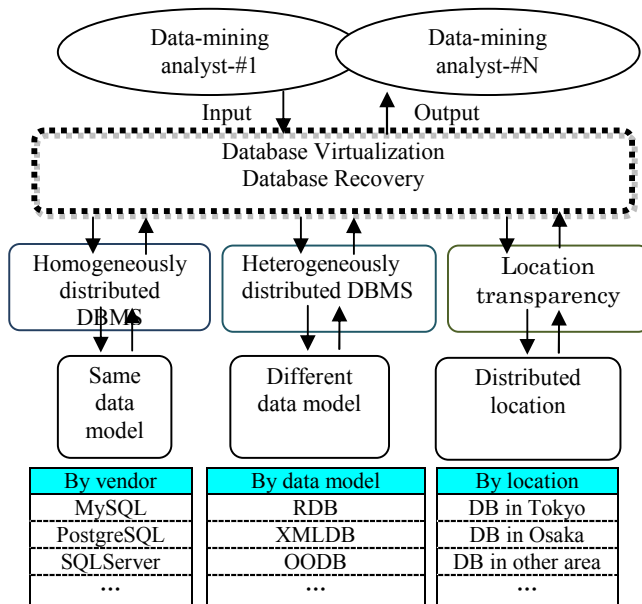 Data-mining
analyst-#1
Data-mining
analyst-#N
Input
Output
Database Virtualization
Database Recovery
Homogeneously
distributed
DBMS
Heterogeneously
distributed DBMS
Location
transparency
Same
data
model
Different
data model
Distributed
location
By vendor
MySQL
PostgreSQL
SQLServer
...
By data model
RDB
XMLDB
OODB
...
By location
DB in Tokyo
DB in Osaka
DB in other area
...